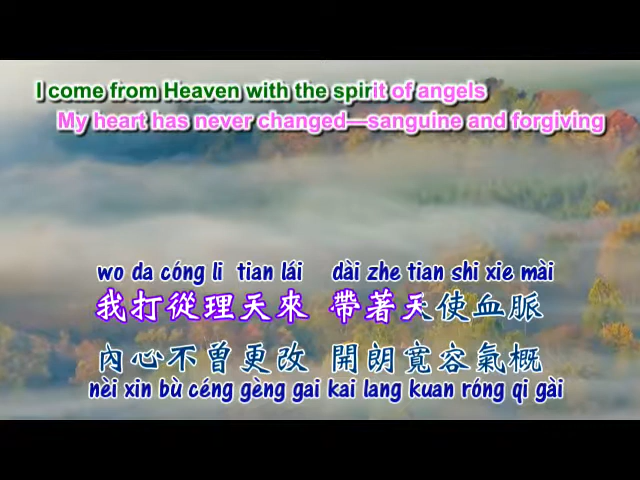 I come from Heaven with the spirit of angels
My heart has never changed—sanguine and forgiving
wo da cóng li tian lái dài zhe tian shi xie mài
我打從理天來 帶著天使血脈
內心不曾更改 開朗寬容氣概
nèi xin bù céng gèng gai kai lang kuan róng qi gài